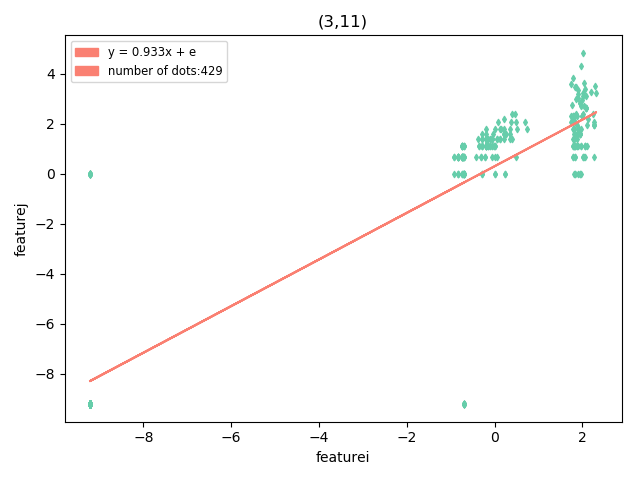 (3,11)
y = 0.933x + e
number of dots:429
featurej
4
2
0
−2
−4
−6
−8
−8 −6 −4 −2 0 2
featurei